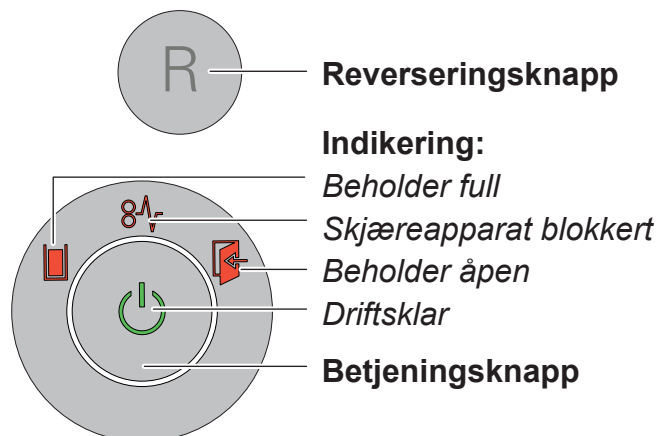 R
Reverseringsknapp
Indikering:
Beholder full
Skjæreapparat blokkert
Beholder åpen
Driftsklar
Betjeningsknapp